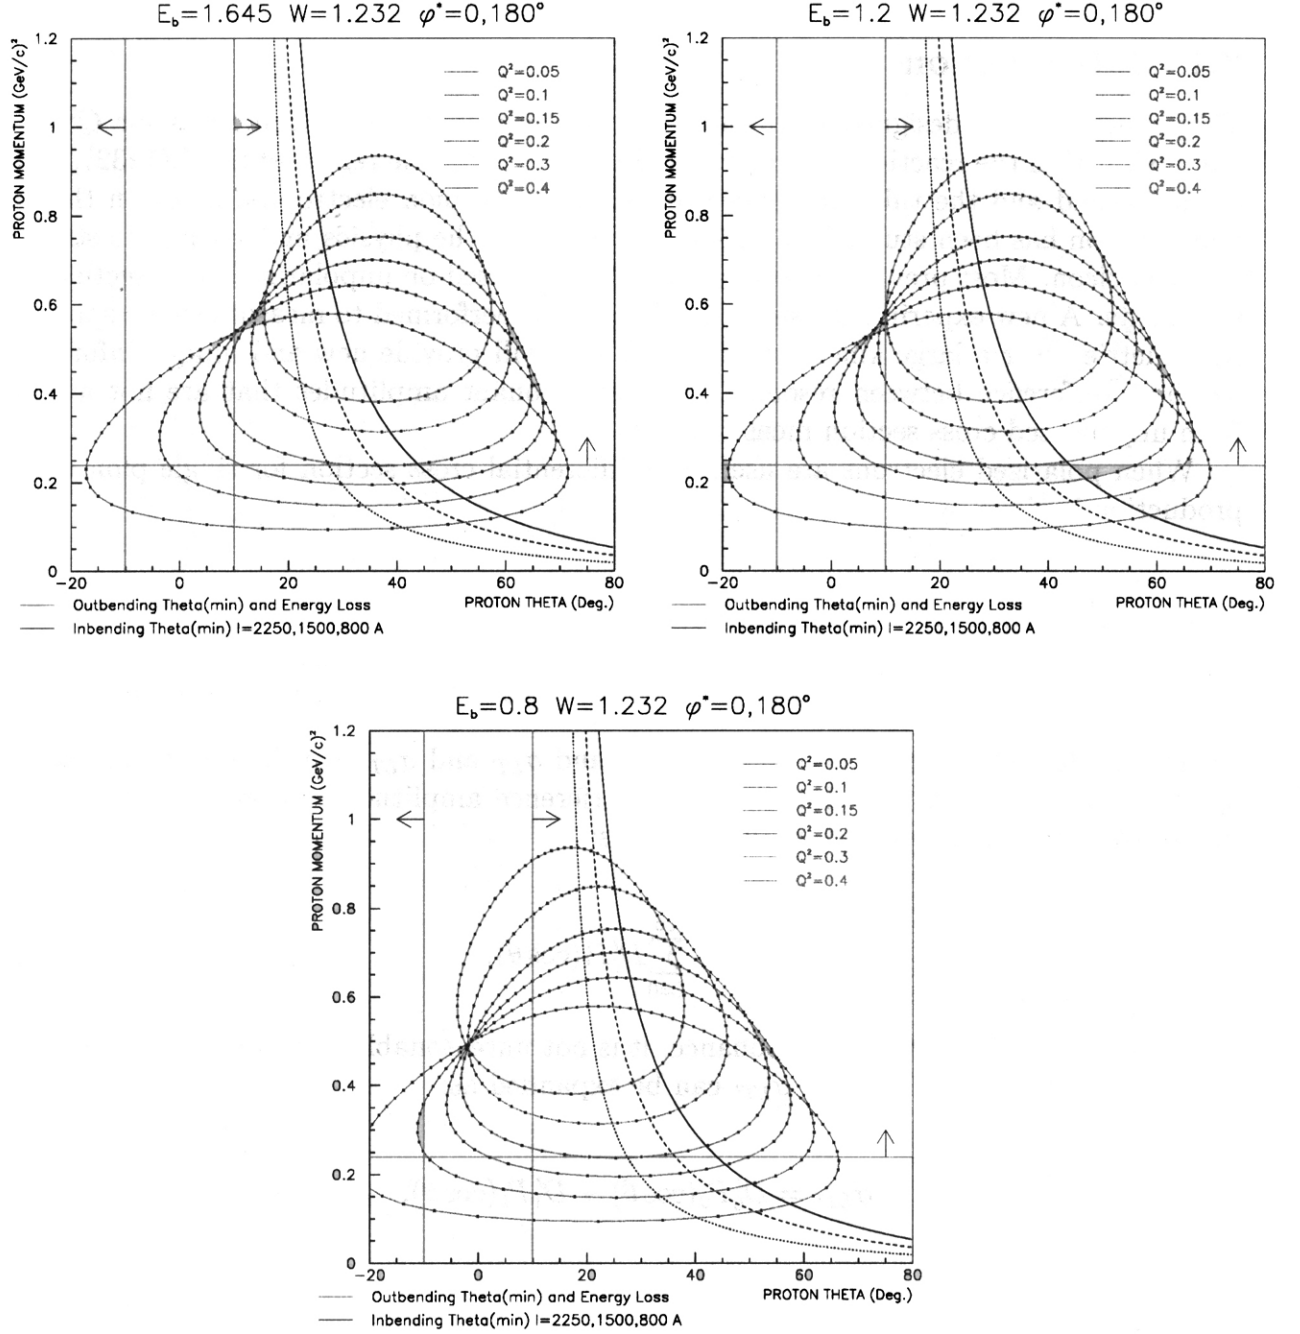 E_b=1.645 W=1.232 φ*=0,180°
PROTON MOMENTUM (GeV/c)²
1.2
1
0.8
0.6
0.4
0.2
0
Q²=0.05
Q²=0.1
Q²=0.15
Q²=0.2
Q²=0.3
Q²=0.4
−20 0 20 40 60 80
Outbending Theta(min) and Energy Loss
PROTON THETA (Deg.)
Inbending Theta(min) I=2250,1500,800 A
E_b=1.2 W=1.232 φ*=0,180°
PROTON MOMENTUM (GeV/c)²
1.2
1
0.8
0.6
0.4
0.2
0
Q²=0.05
Q²=0.1
Q²=0.15
Q²=0.2
Q²=0.3
Q²=0.4
−20 0 20 40 60 80
Outbending Theta(min) and Energy Loss
PROTON THETA (Deg.)
Inbending Theta(min) I=2250,1500,800 A
E_b=0.8 W=1.232 φ*=0,180°
PROTON MOMENTUM (GeV/c)²
1.2
1
0.8
0.6
0.4
0.2
0
Q²=0.05
Q²=0.1
Q²=0.15
Q²=0.2
Q²=0.3
Q²=0.4
−20 0 20 40 60 80
Outbending Theta(min) and Energy Loss
PROTON THETA (Deg.)
Inbending Theta(min) I=2250,1500,800 A